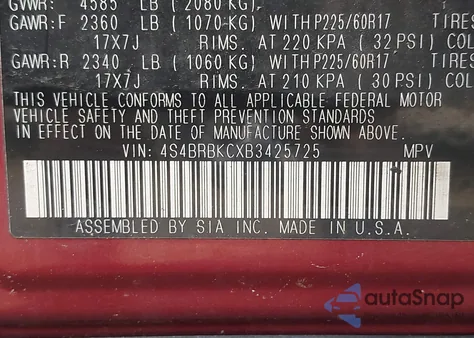 GVWR: 4585 LB (2080 KG)
GAWR: F 2360 LB (1070 KG) WITH P225/60R17 TIRES
17X7J RIMS. AT 220 KPA (32 PSI) COL
GAWR: R 2340 LB (1060 KG) WITH P225/60R17 TIRES
17X7J RIMS. AT 210 KPA (30 PSI) COL
THIS VEHICLE CONFORMS TO ALL APPLICABLE FEDERAL MOTOR
VEHICLE SAFETY AND THEFT PREVENTION STANDARDS IN EFFECT
ON THE DATE OF MANUFACTURE SHOWN ABOVE.
VIN: 4S4BRBKCXB3425725 MPV
ASSEMBLED BY SIA INC. MADE IN U.S.A.
autoSnap